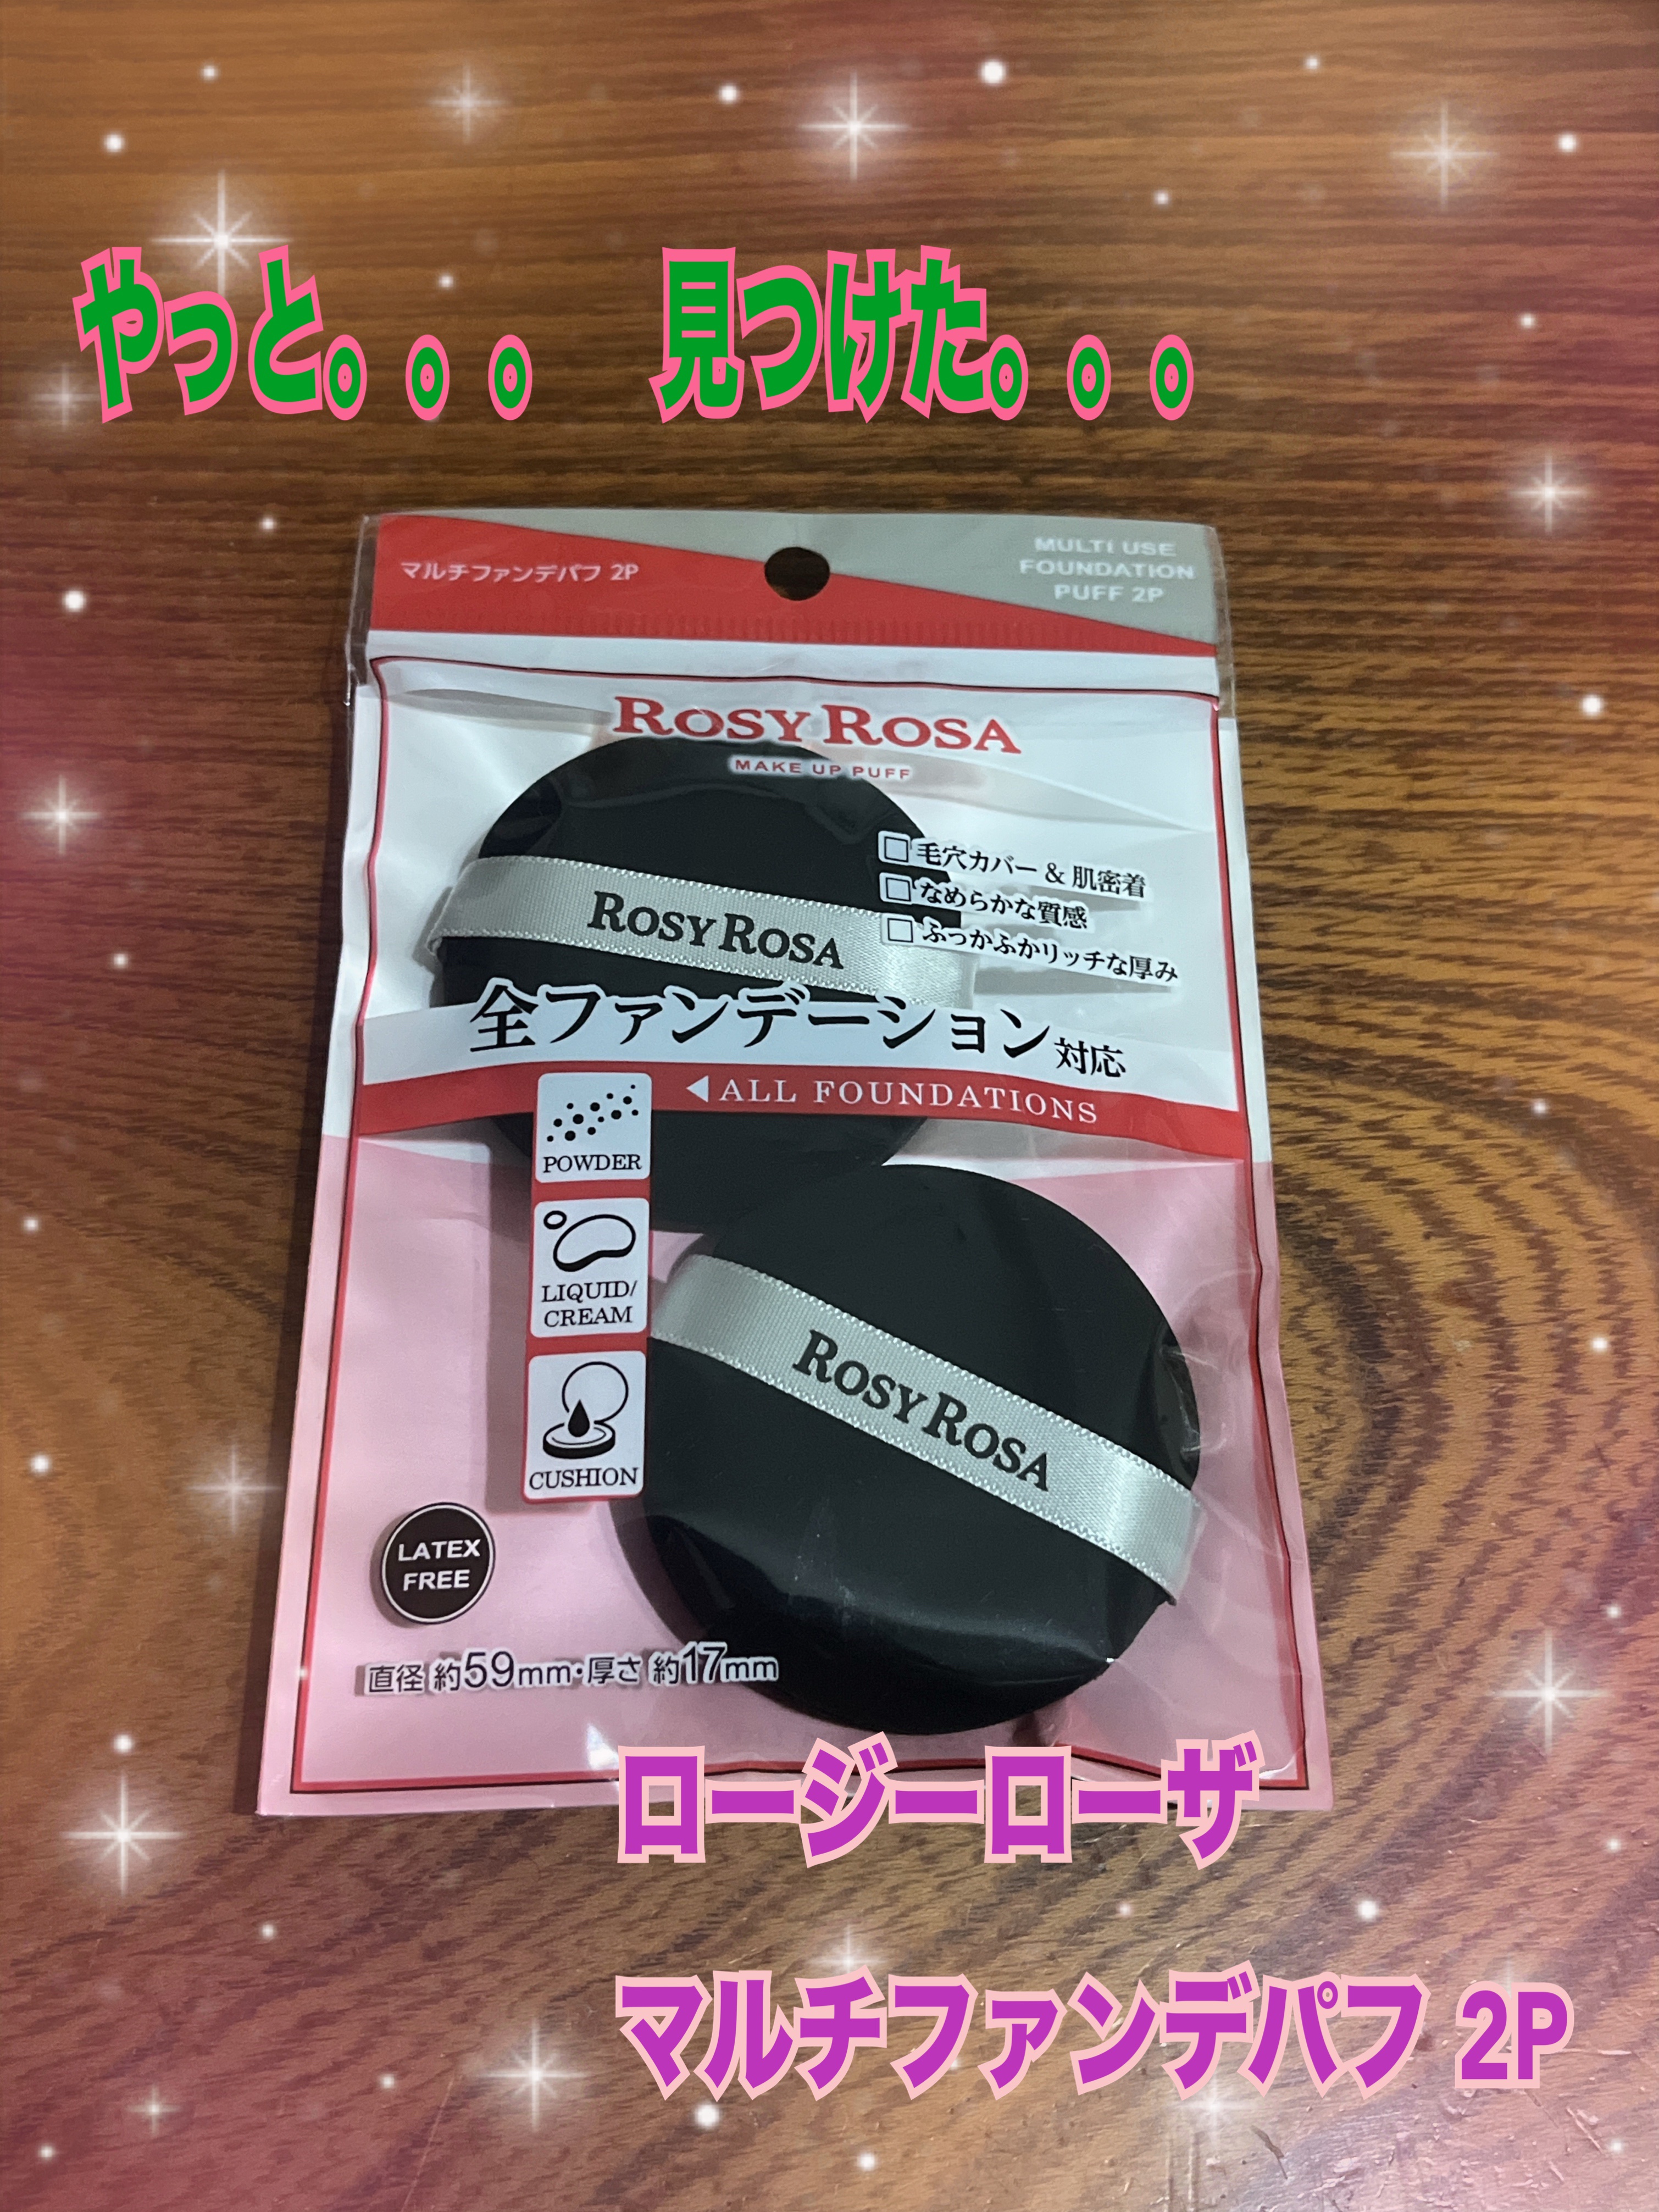 やっと。。。 見つけた。。。
マルチファンデパフ 2P
MULTI USE
FOUNDATION
PUFF 2P
ROSY ROSA
MAKE UP PUFF
□毛穴カバー & 肌密着
□なめらかな質感
□ふっかふかリッチな厚み
ROSY ROSA
全ファンデーション対応
◀ALL FOUNDATIONS
POWDER
LIQUID/
CREAM
CUSHION
ROSY ROSA
LATEX
FREE
直径 約59mm・厚さ 約17mm
ロージーローザ
マルチファンデパフ 2P